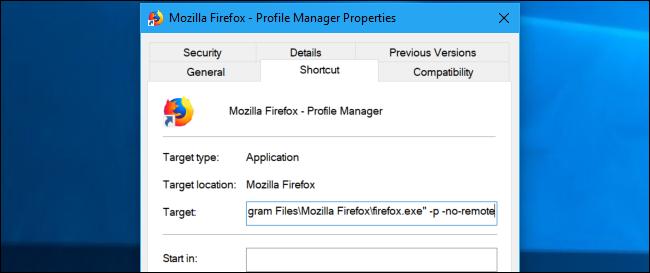 Mozilla Firefox - Profile Manager Properties
Security Details Previous Versions
General Shortcut Compatibility
Mozilla Firefox - Profile Manager
Target type: Application
Target location: Mozilla Firefox
Target: gram Files\Mozilla Firefox\firefox.exe" -p -no-remote
Start in: